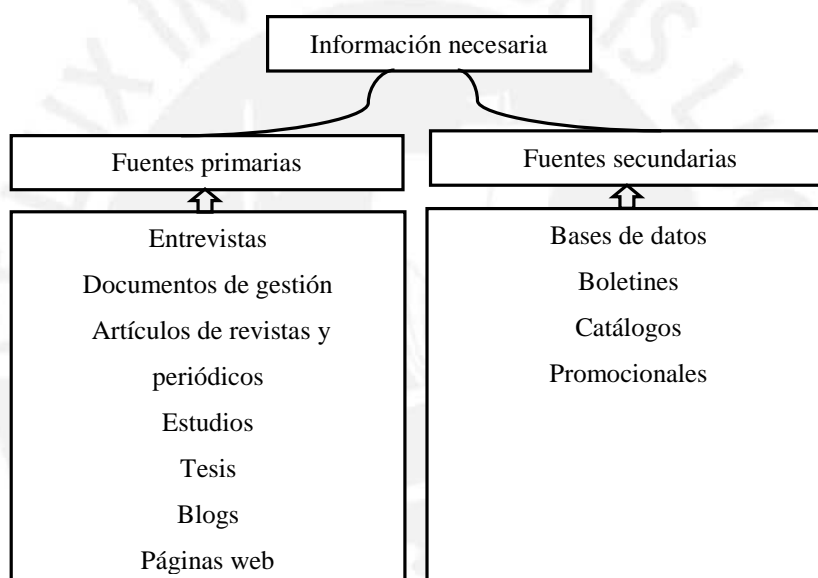 Información necesaria
Fuentes primarias
Fuentes secundarias
Entrevistas
Documentos de gestión
Artículos de revistas y
periódicos
Estudios
Tesis
Blogs
Páginas web
Bases de datos
Boletines
Catálogos
Promocionales